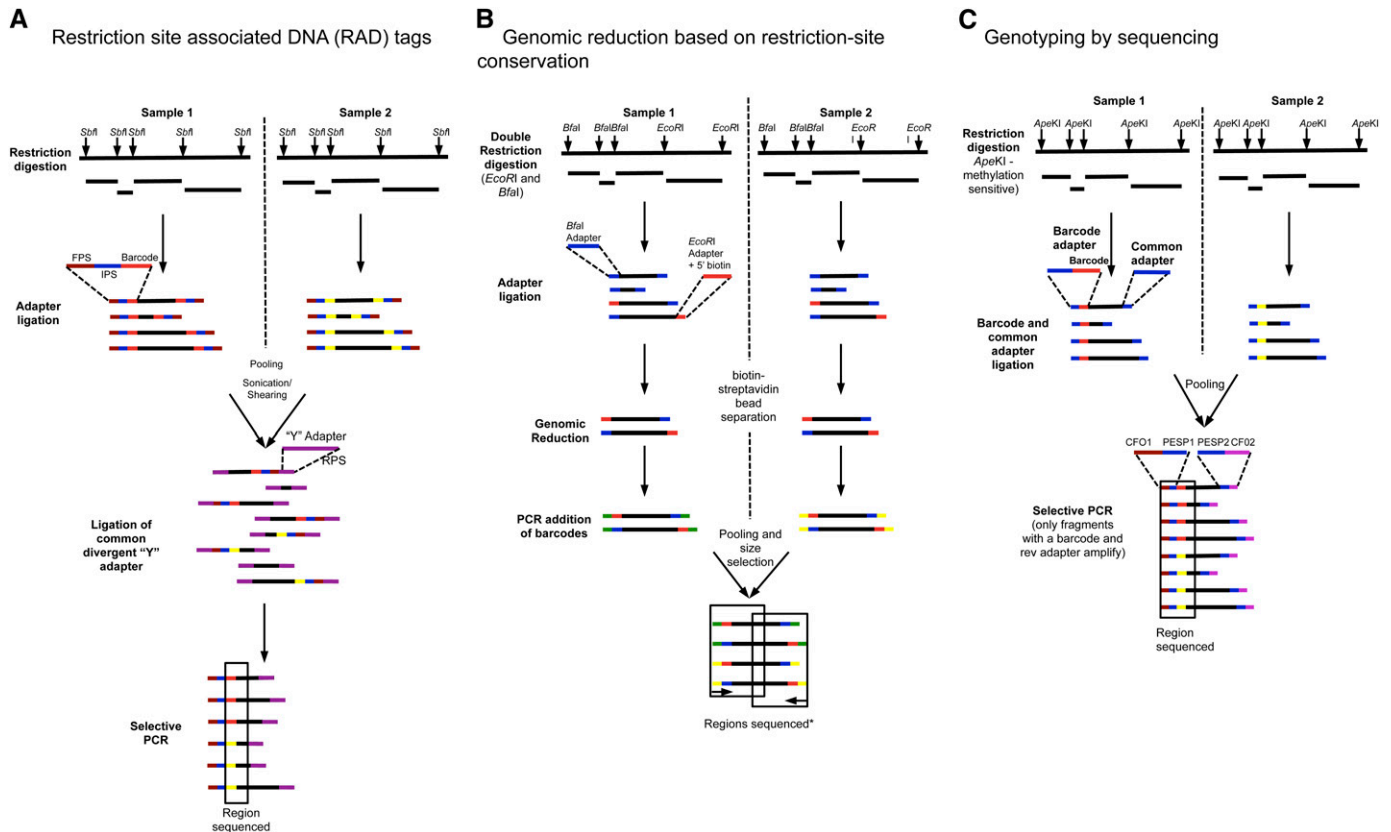 A
Restriction site associated DNA (RAD) tags
Sample 1
Sample 2
SbfI SbfI SbfI SbfI SbfI
SbfI SbfI SbfI SbfI SbfI
Restriction
digestion
FPS
IPS
Barcode
Adapter
ligation
Pooling
Sonication/
Shearing
“Y” Adapter
RPS
Ligation of
common
divergent “Y”
adapter
Selective
PCR
Region
sequenced
B
Genomic reduction based on restriction-site
conservation
Sample 1
Sample 2
BfaI BfaI BfaI EcoRI EcoRI
BfaI BfaI BfaI EcoR EcoR
I I
Double
Restriction
digestion
(EcoRI and
BfaI)
BfaI
Adapter
EcoRI
Adapter
+ 5' biotin
Adapter
ligation
biotin-
streptavidin
bead
separation
Genomic
Reduction
PCR addition
of barcodes
Pooling and
size
selection
Regions sequenced*
C
Genotyping by sequencing
Sample 1
Sample 2
ApeKI ApeKI ApeKI ApeKI
ApeKI
ApeKI ApeKI ApeKI ApeKI
ApeKI
Restriction
digestion
ApeKI -
methylation
sensitive)
Barcode
adapter
Barcode
Common
adapter
Barcode and
common
adapter
ligation
Pooling
CFO1 PESP1 PESP2 CF02
Selective PCR
(only fragments
with a barcode and
rev adapter amplify)
Region
sequenced